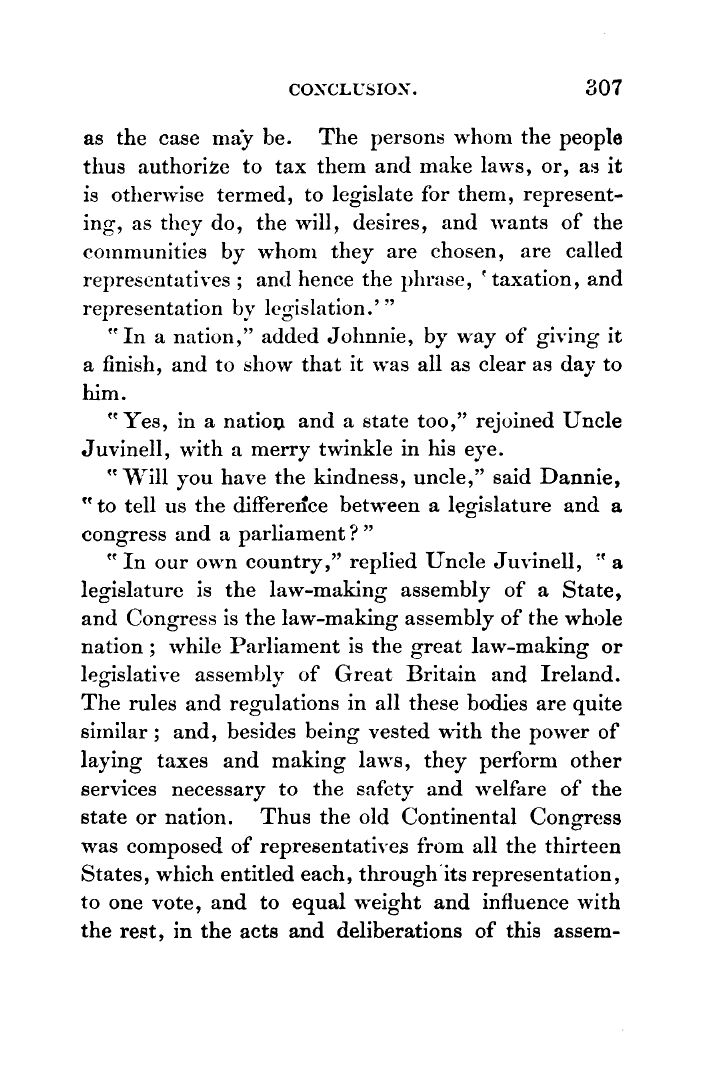 CONCLUSION. 307
as the case may be. The persons whom the people
thus authorize to tax them and make laws, or, as it
is otherwise termed, to legislate for them, represent-
ing, as they do, the will, desires, and wants of the
communities by whom they are chosen, are called
representatives ; and hence the phrase, ‘taxation, and
representation by legislation.’”
“In a nation,” added Johnnie, by way of giving it
a finish, and to show that it was all as clear as day to
him.
“Yes, in a nation and a state too,” rejoined Uncle
Juvinell, with a merry twinkle in his eye.
“Will you have the kindness, uncle,” said Dannie,
“to tell us the difference between a legislature and a
congress and a parliament?”
“In our own country,” replied Uncle Juvinell, “a
legislature is the law-making assembly of a State,
and Congress is the law-making assembly of the whole
nation ; while Parliament is the great law-making or
legislative assembly of Great Britain and Ireland.
The rules and regulations in all these bodies are quite
similar ; and, besides being vested with the power of
laying taxes and making laws, they perform other
services necessary to the safety and welfare of the
state or nation. Thus the old Continental Congress
was composed of representatives from all the thirteen
States, which entitled each, through its representation,
to one vote, and to equal weight and influence with
the rest, in the acts and deliberations of this assem-